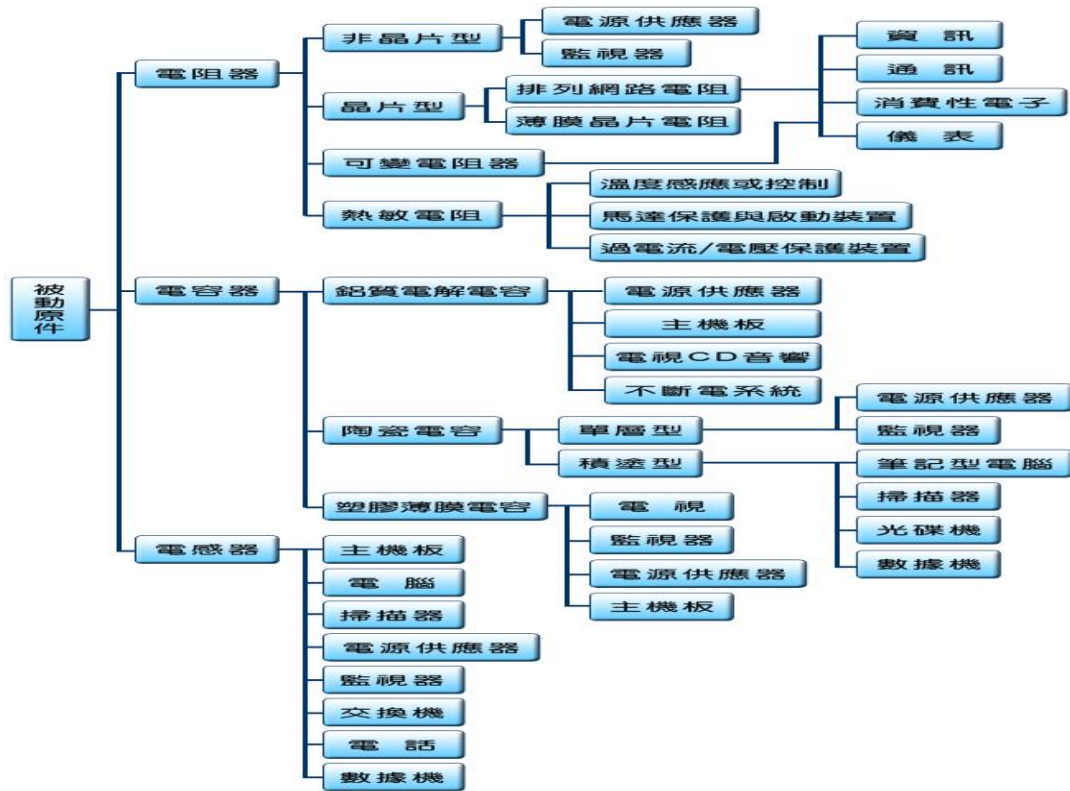 被動原件
電阻器
非晶片型
電源供應器
監視器
晶片型
排列網路電阻
薄膜晶片電阻
資訊
通訊
消費性電子
儀表
可變電阻器
熱敏電阻
溫度感應或控制
馬達保護與啟動裝置
過電流/電壓保護裝置
電容器
鋁質電解電容
電源供應器
主機板
電視CD音響
不斷電系統
陶瓷電容
單層型
電源供應器
監視器
積塗型
筆記型電腦
掃描器
光碟機
數據機
塑膠薄膜電容
電視
監視器
電源供應器
主機板
電感器
主機板
電腦
掃描器
電源供應器
監視器
交換機
電話
數據機